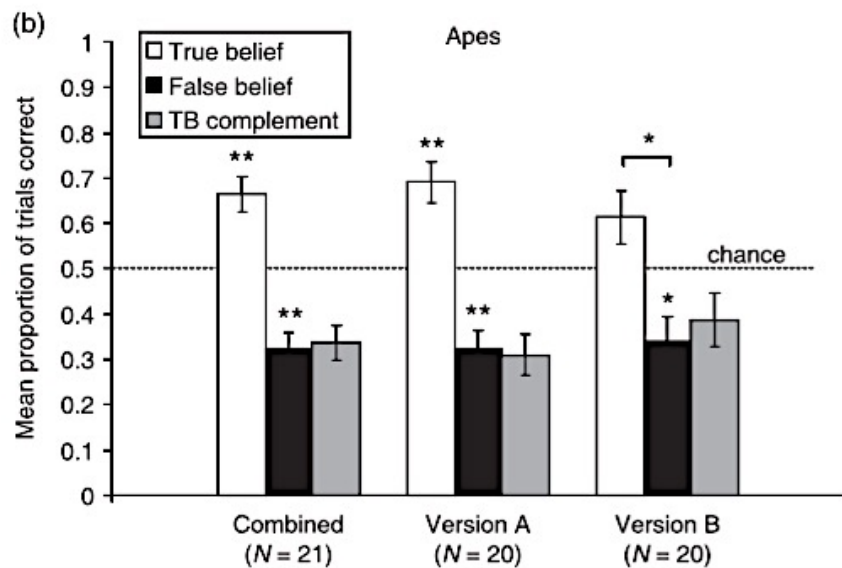 (b)
Apes
True belief
False belief
TB complement
Mean proportion of trials correct
1
0.9
0.8
0.7
0.6
0.5
0.4
0.3
0.2
0.1
0
**
**
**
**
*
*
chance
Combined
(N = 21)
Version A
(N = 20)
Version B
(N = 20)